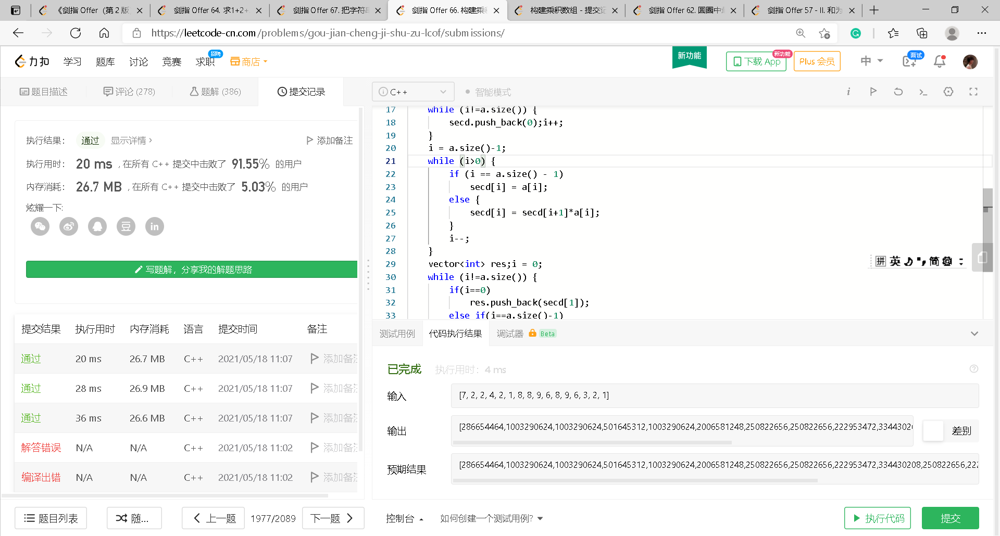 《剑指 Offer（第 2 版
剑指 Offer 64. 求1+2+
剑指 Offer 67. 把字符
剑指 Offer 66. 构建乘
构建乘积数组 - 提交记
剑指 Offer 62. 圆圈中
剑指 Offer 57 - II. 和为
https://leetcode-cn.com/problems/gou-jian-cheng-ji-shu-zu-lcof/submissions/
力扣 学习 题库 讨论 竞赛 求职 招聘 商店 新功能 下载 App 新功能 Plus 会员 中 面试
题目描述 评论 (278) 题解 (386) 提交记录
C++ 智能模式
执行结果： 通过 显示详情 > 添加备注
执行用时： 20 ms , 在所有 C++ 提交中击败了 91.55% 的用户
内存消耗： 26.7 MB , 在所有 C++ 提交中击败了 5.03% 的用户
炫耀一下:
豆 in
写题解，分享我的解题思路
提交结果 执行用时 内存消耗 语言 提交时间 备注
通过 20 ms 26.7 MB C++ 2021/05/18 11:07 添加备注
通过 28 ms 26.9 MB C++ 2021/05/18 11:07 添加备注
通过 36 ms 26.6 MB C++ 2021/05/18 11:07 添加备注
解答错误 N/A N/A C++ 2021/05/18 11:02 添加备注
编译出错 N/A N/A C++ 2021/05/18 11:02 添加备注
题目列表 随... 上一题 1977/2089 下一题
17 while (i!=a.size()) {
18 secd.push_back(0);i++;
19 }
20 i = a.size()-1;
21 while (i>0) {
22 if (i == a.size() - 1)
23 secd[i] = a[i];
24 else {
25 secd[i] = secd[i+1]*a[i];
26 }
27 i--;
28 }
29 vector<int> res;i = 0;
30 while (i!=a.size()) {
31 if(i==0)
32 res.push_back(secd[1]);
33 else if(i==a.size()-1)
拼 英 简
测试用例 代码执行结果 调试器 Beta
已完成 执行用时：4 ms
输入 [7, 2, 2, 4, 2, 1, 8, 8, 9, 6, 8, 9, 6, 3, 2, 1]
输出 [286654464,1003290624,1003290624,501645312,1003290624,2006581248,250822656,250822656,222953472,33443020
差别
预期结果 [286654464,1003290624,1003290624,501645312,1003290624,2006581248,250822656,250822656,222953472,334430208,250822656,222
控制台 如何创建一个测试用例? 执行代码 提交